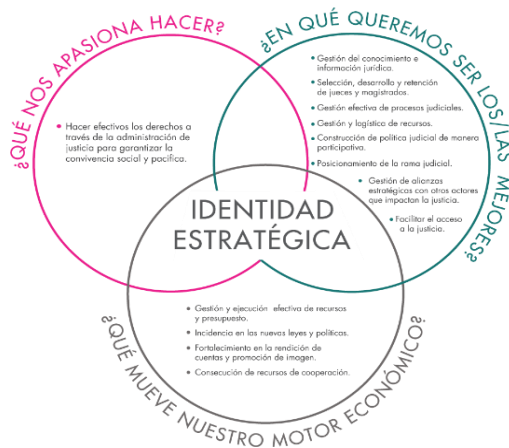 ¿QUÉ NOS APASIONA HACER?
• Hacer efectivos los derechos a
través de la administración de
justicia para garantizar la
convivencia social y pacífica.
¿EN QUÉ QUEREMOS SER LOS/LAS MEJORES?
• Gestión del conocimiento e
información jurídica.
• Selección, desarrollo y retención
de jueces y magistrados.
• Gestión efectiva de procesos judiciales.
• Gestión y logística de recursos.
• Construcción de política judicial de manera
participativa.
• Posicionamiento de la rama judicial.
• Gestión de alianzas
estratégicas con otros actores
que impactan la justicia.
• Facilitar el acceso
a la justicia.
IDENTIDAD
ESTRATÉGICA
• Gestión y ejecución efectiva de recursos
y presupuesto.
• Incidencia en las nuevas leyes y políticas.
• Fortalecimiento en la rendición de
cuentas y promoción de imagen.
• Consecución de recursos de cooperación.
¿QUÉ MUEVE NUESTRO MOTOR ECONÓMICO?